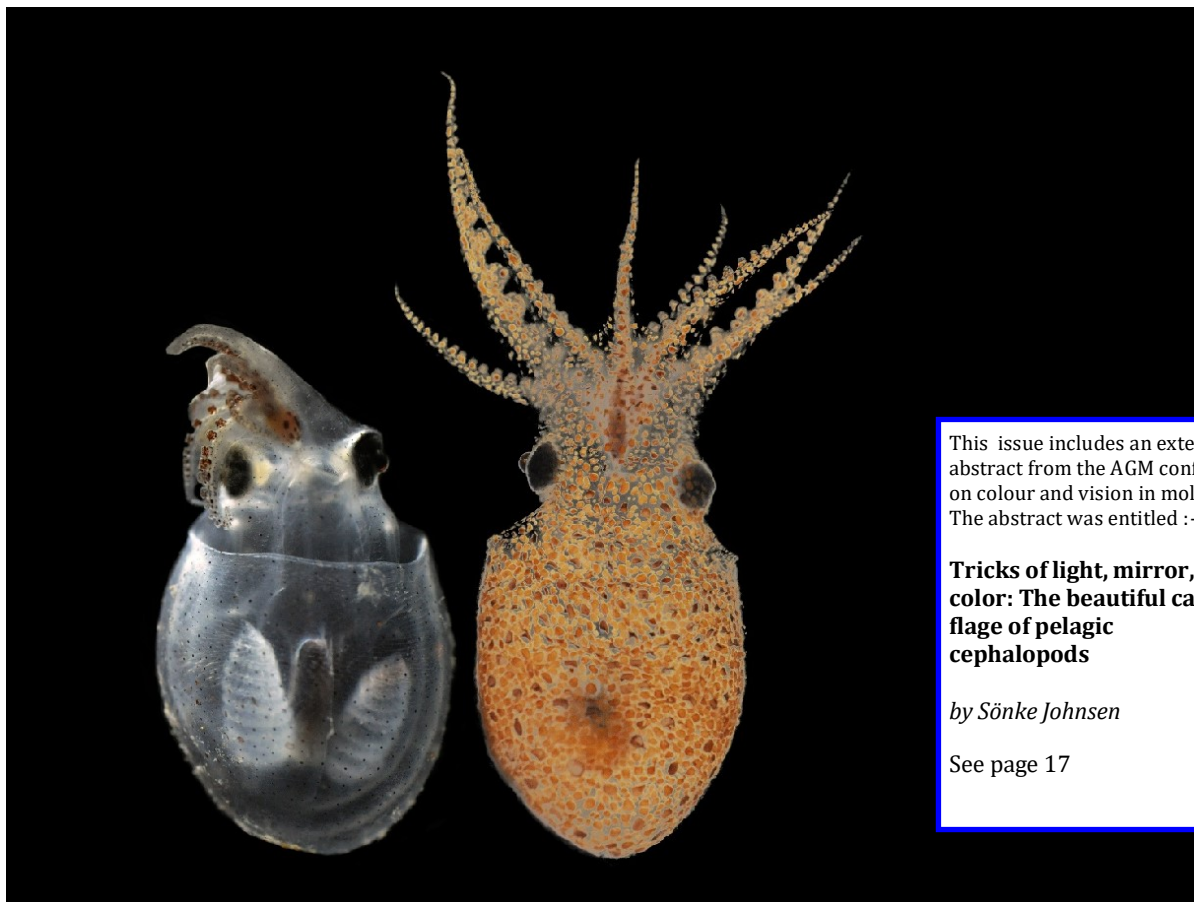 This issue includes an exte
abstract from the AGM conf
on colour and vision in mol
The abstract was entitled :-
Tricks of light, mirror,
color: The beautiful ca
flage of pelagic
cephalopods
by Sönke Johnsen
See page 17